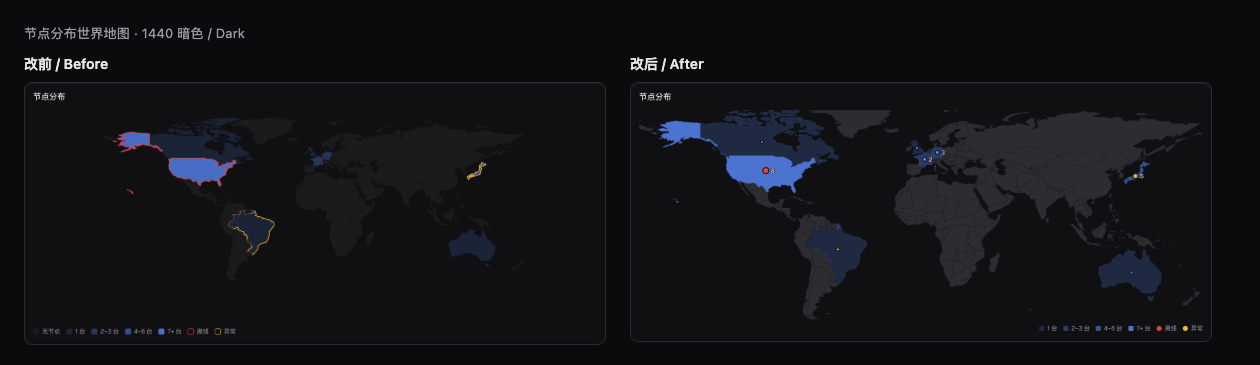 节点分布世界地图 · 1440 暗色 / Dark
改前 / Before
节点分布
无节点 1 台 2–3 台 4–6 台 7+ 台 离线 异常
改后 / After
节点分布
8
2
3
1 台 2–3 台 4–6 台 7+ 台 离线 异常